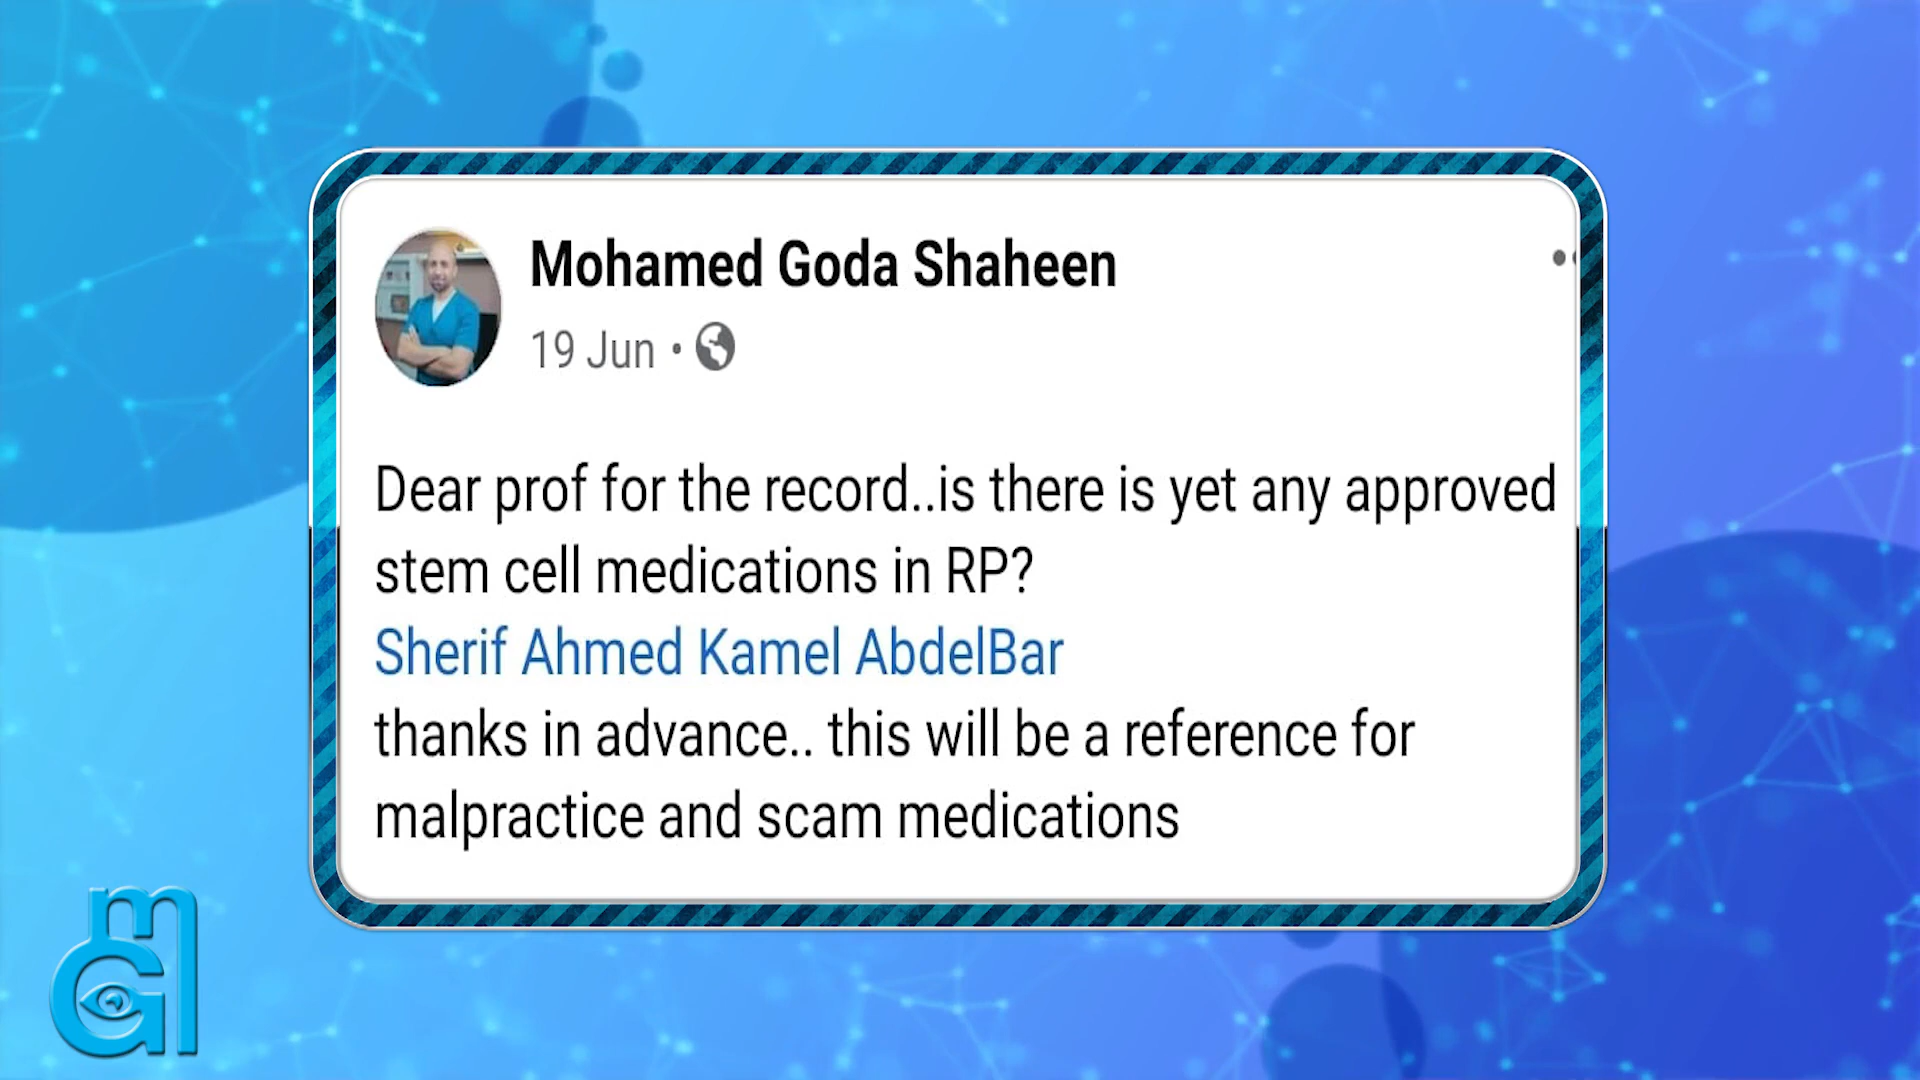 Mohamed Goda Shaheen
19 Jun •
Dear prof for the record..is there is yet any approved
stem cell medications in RP?
Sherif Ahmed Kamel AbdelBar
thanks in advance.. this will be a reference for
malpractice and scam medications
mG